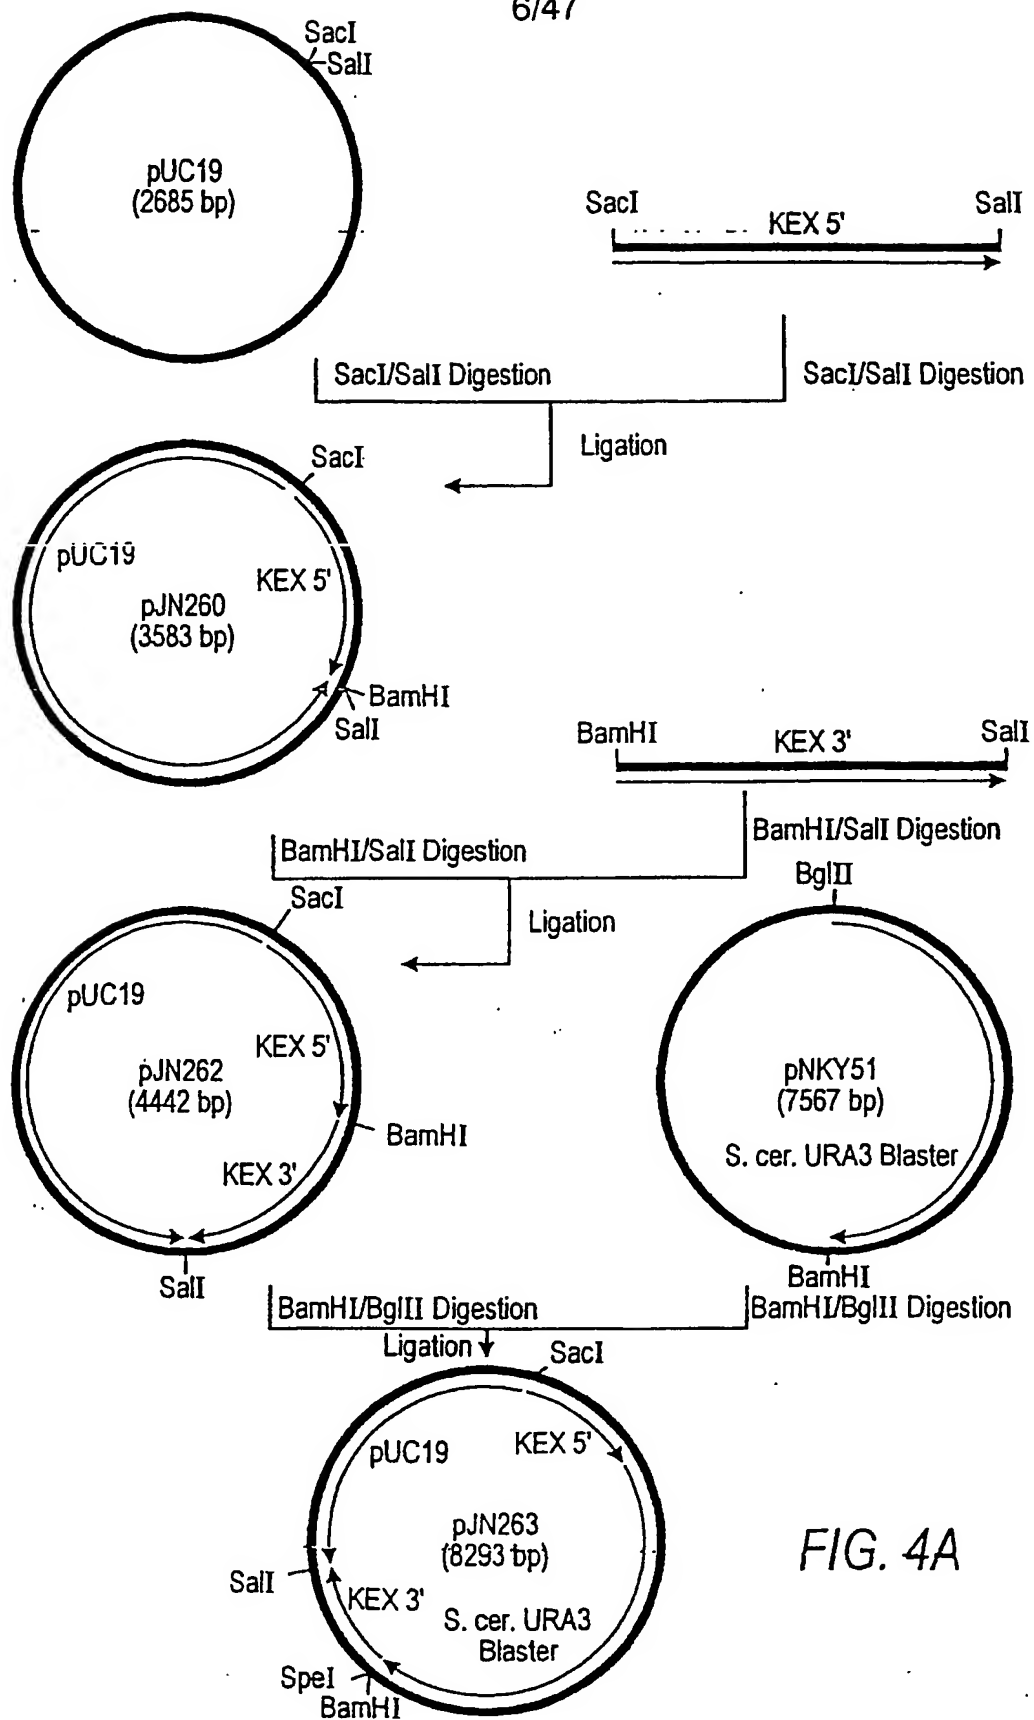 6/47
SacI
SalI
pUC19
(2685 bp)
SacI
KEX 5'
SalI
SacI/SalI Digestion
SacI/SalI Digestion
Ligation
SacI
pUC19
KEX 5'
pJN260
(3583 bp)
BamHI
SalI
BamHI
KEX 3'
SalI
BamHI/SalI Digestion
BamHI/SalI Digestion
BglII
SacI
Ligation
pUC19
KEX 5'
pJN262
(4442 bp)
BamHI
KEX 3'
SalI
pNKY51
(7567 bp)
S. cer. URA3 Blaster
BamHI
BamHI/BglII Digestion
BamHI/BglII Digestion
Ligation
SacI
pUC19
KEX 5'
pJN263
(8293 bp)
SalI
KEX 3'
S. cer. URA3
Blaster
SpeI
BamHI
FIG. 4A